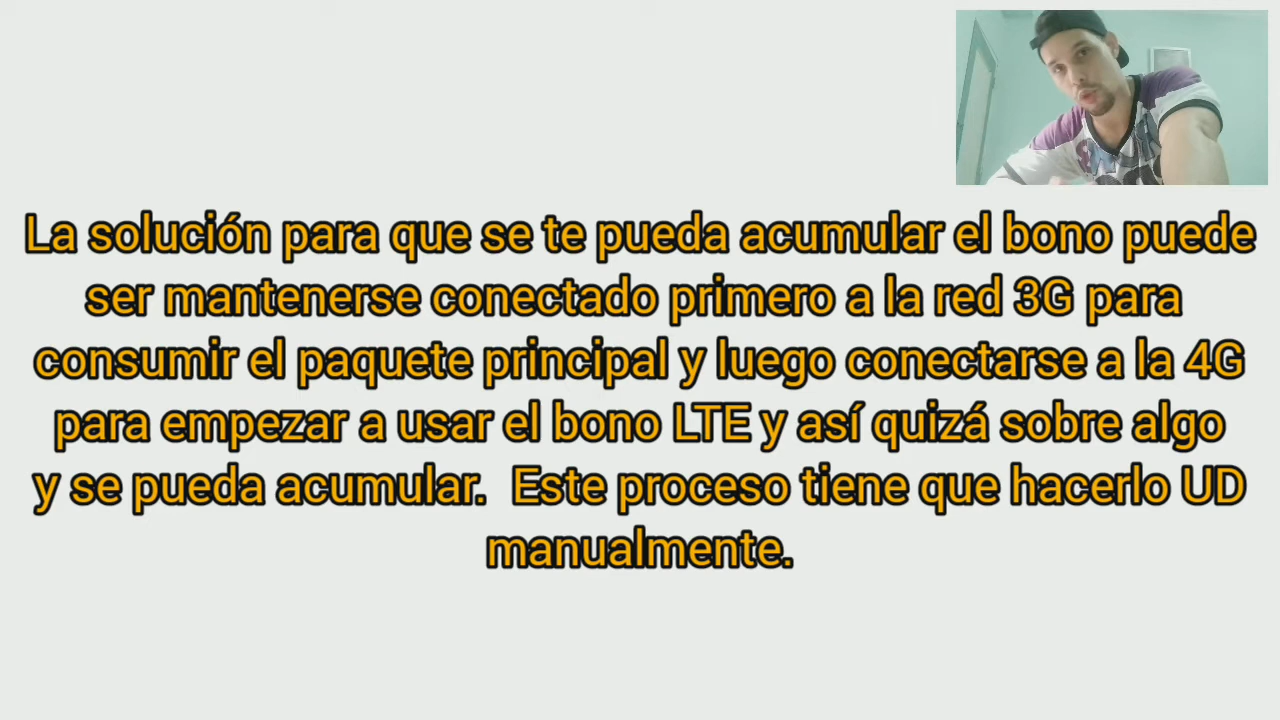 La solución para que se te pueda acumular el bono puede
ser mantenerse conectado primero a la red 3G para
consumir el paquete principal y luego conectarse a la 4G
para empezar a usar el bono LTE y así quizá sobre algo
y se pueda acumular.  Este proceso tiene que hacerlo UD
manualmente.